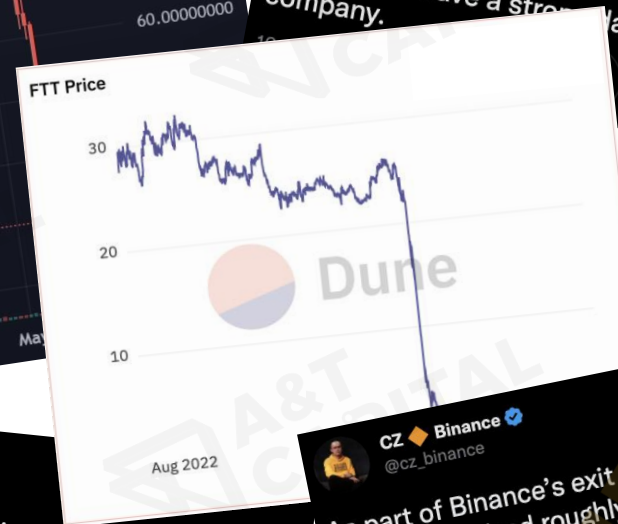 60.00000000
company.
FTT Price
30
20
10
Dune
A&T
CAPITAL
May
Aug 2022
CZ 🔶 Binance
@cz_binance
part of Binance's exit
roughly